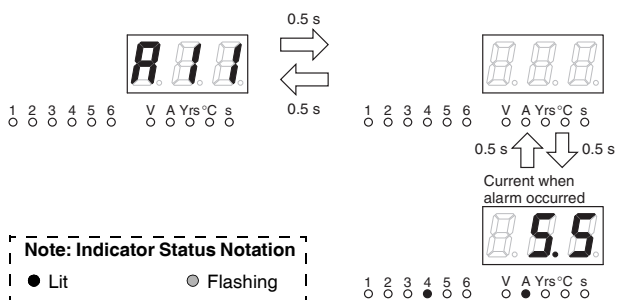 0.5 s
A11
0.5 s
1 2 3 4 5 6 V A Yrs °C s
1 2 3 4 5 6 V A Yrs °C s
0.5 s 0.5 s
Current when
alarm occurred
5.5
Note: Indicator Status Notation
Lit Flashing
1 2 3 4 5 6 V A Yrs °C s